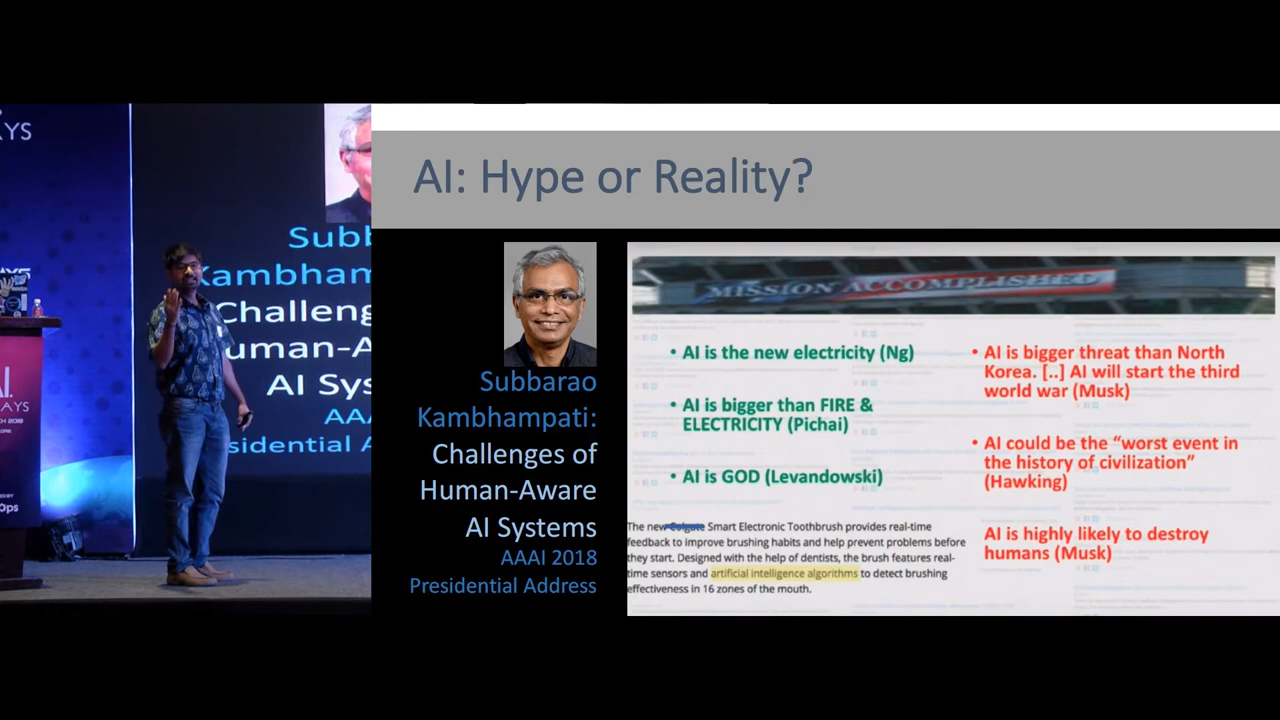 AYS
Subb
Kambham
Challeng
uman-A
AI Sys
AAA
sidential A
AI.
AYS
Ops
AI: Hype or Reality?
Subbarao
Kambhampati:
Challenges of
Human-Aware
AI Systems
AAAI 2018
Presidential Address
MISSION ACCOMPLISHED
• AI is the new electricity (Ng)
• AI is bigger than FIRE &
ELECTRICITY (Pichai)
• AI is GOD (Levandowski)
The new Colgate Smart Electronic Toothbrush provides real-time
feedback to improve brushing habits and help prevent problems before
they start. Designed with the help of dentists, the brush features real-
time sensors and artificial intelligence algorithms to detect brushing
effectiveness in 16 zones of the mouth.
• AI is bigger threat than North
Korea. [..] AI will start the third
world war (Musk)
• AI could be the “worst event in
the history of civilization”
(Hawking)
AI is highly likely to destroy
humans (Musk)